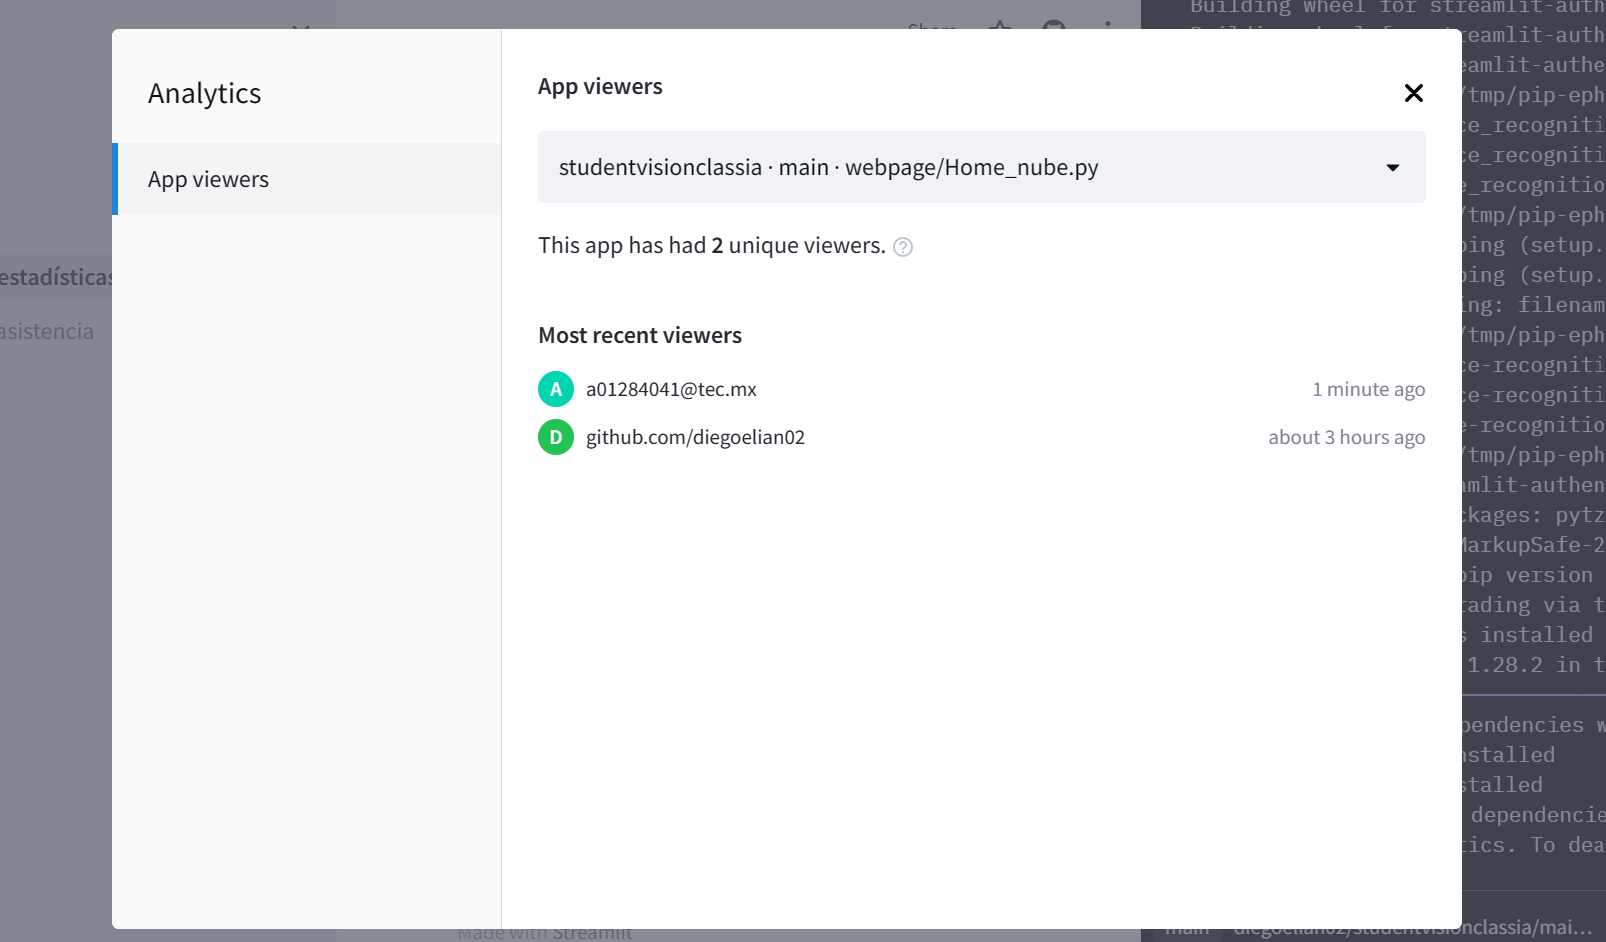 Analytics
App viewers
App viewers
studentvisionclassia · main · webpage/Home_nube.py
This app has had 2 unique viewers.
Most recent viewers
A a01284041@tec.mx 1 minute ago
D github.com/diegoelian02 about 3 hours ago
estadísticas
asistencia
Made with Streamlit
Building wheel for streamlit-auth
reamlit-auth
eamlit-authe
/tmp/pip-eph
ce_recogniti
ce_recogniti
e_recognitio
/tmp/pip-eph
ping (setup.
ping (setup.
ing: filenam
/tmp/pip-eph
ce-recogniti
ce-recogniti
e-recognitio
/tmp/pip-eph
amlit-authen
ckages: pytz
MarkupSafe-2
pip version
rading via t
s installed
1.28.2 in t
pendencies w
nstalled
stalled
dependencie
tics. To dea
main diegoelian02/studentvisionclassia/mai...